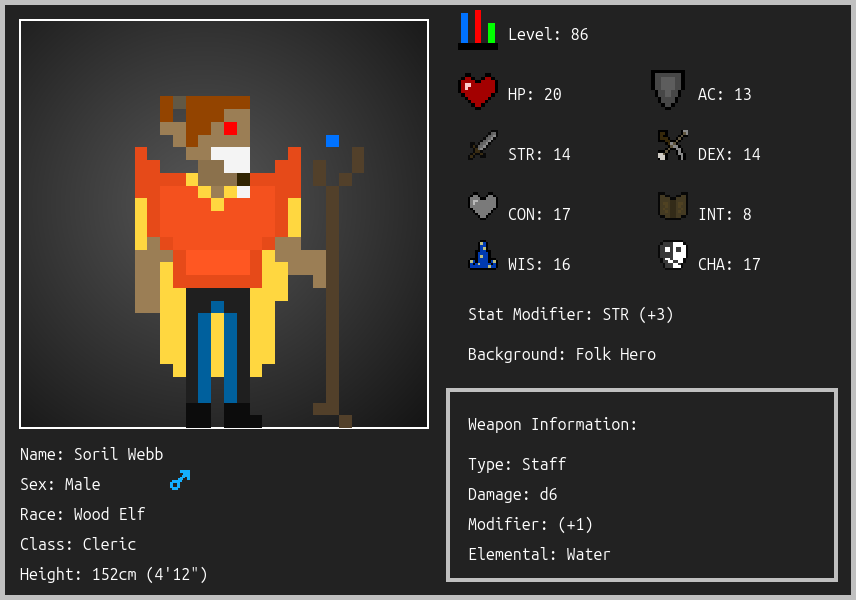 Level: 86
HP: 20
AC: 13
STR: 14
DEX: 14
CON: 17
INT: 8
WIS: 16
CHA: 17
Stat Modifier: STR (+3)
Background: Folk Hero
Weapon Information:
Type: Staff
Damage: d6
Modifier: (+1)
Elemental: Water
Name: Soril Webb
Sex: Male
Race: Wood Elf
Class: Cleric
Height: 152cm (4'12")